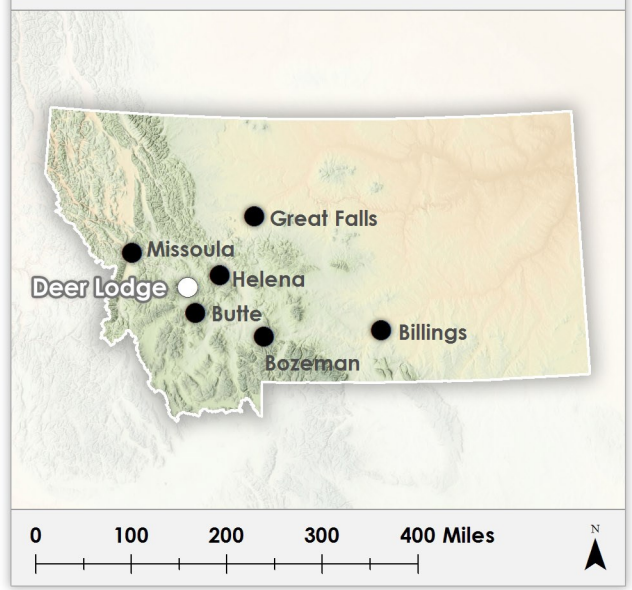 Great Falls
Missoula
Helena
Deer Lodge
Butte
Billings
Bozeman
0 100 200 300 400 Miles
N